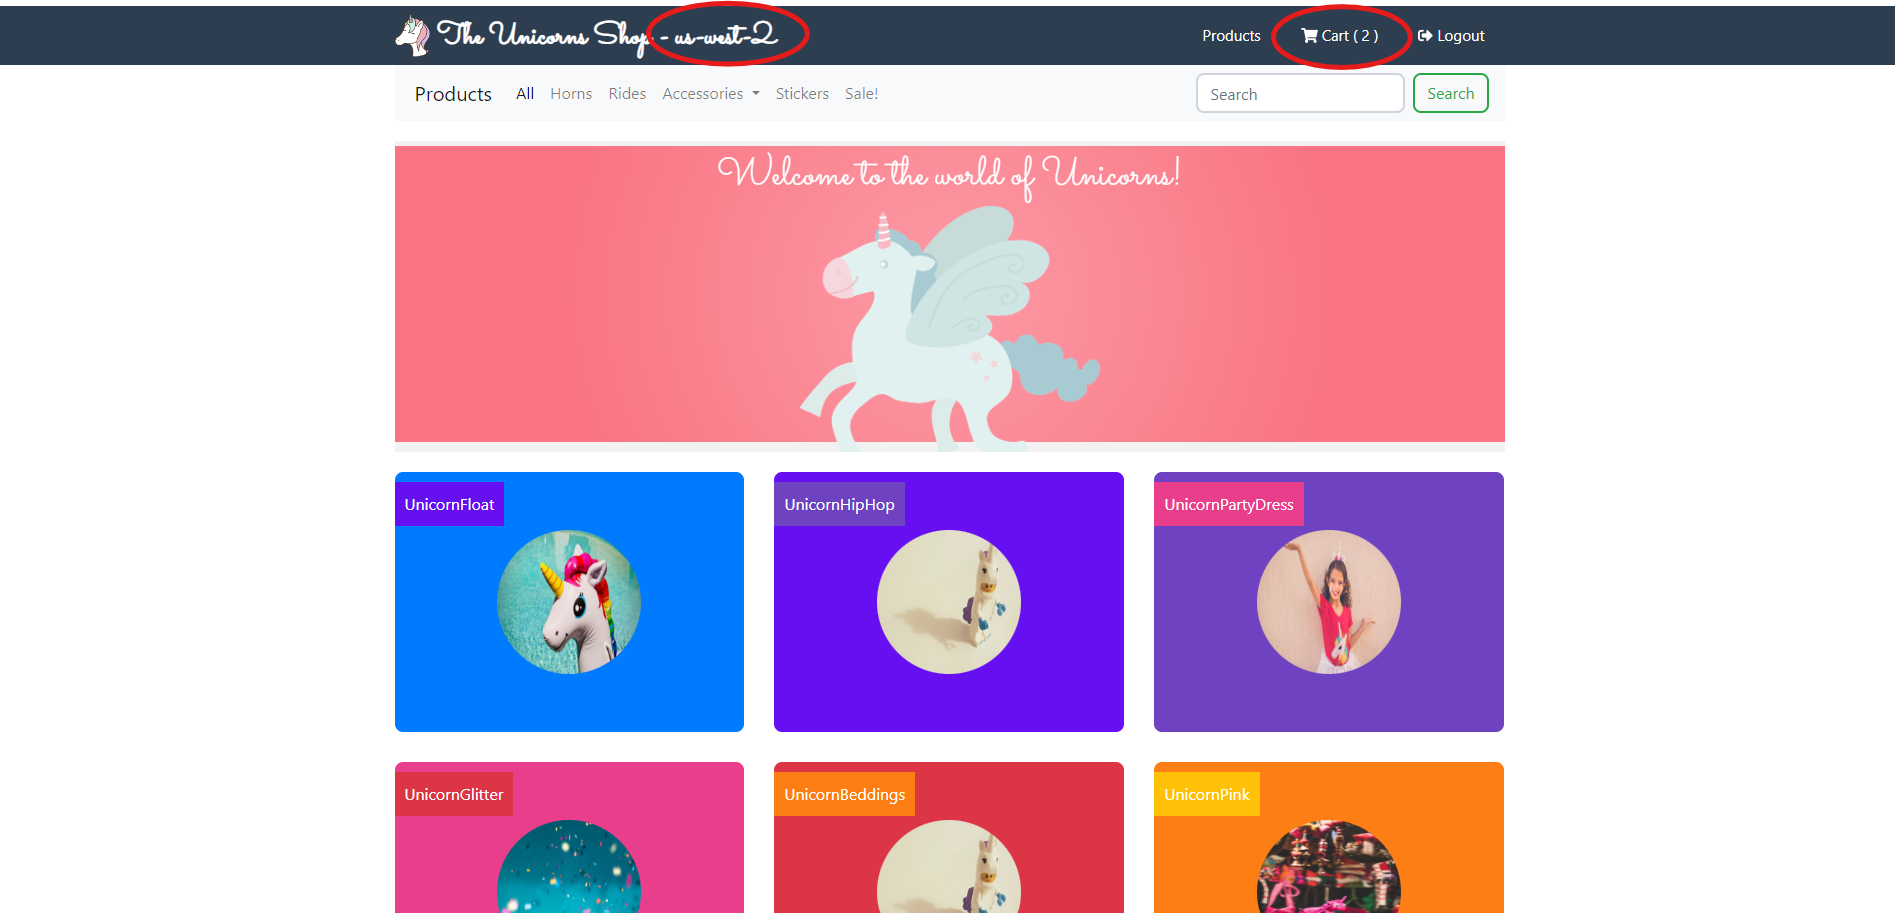 The Unicorns Shop - us-west-2
Products
Cart ( 2 )
Logout
Products
All
Horns
Rides
Accessories
Stickers
Sale!
Search
Search
Welcome to the world of Unicorns!
UnicornFloat
UnicornHipHop
UnicornPartyDress
UnicornGlitter
UnicornBeddings
UnicornPink